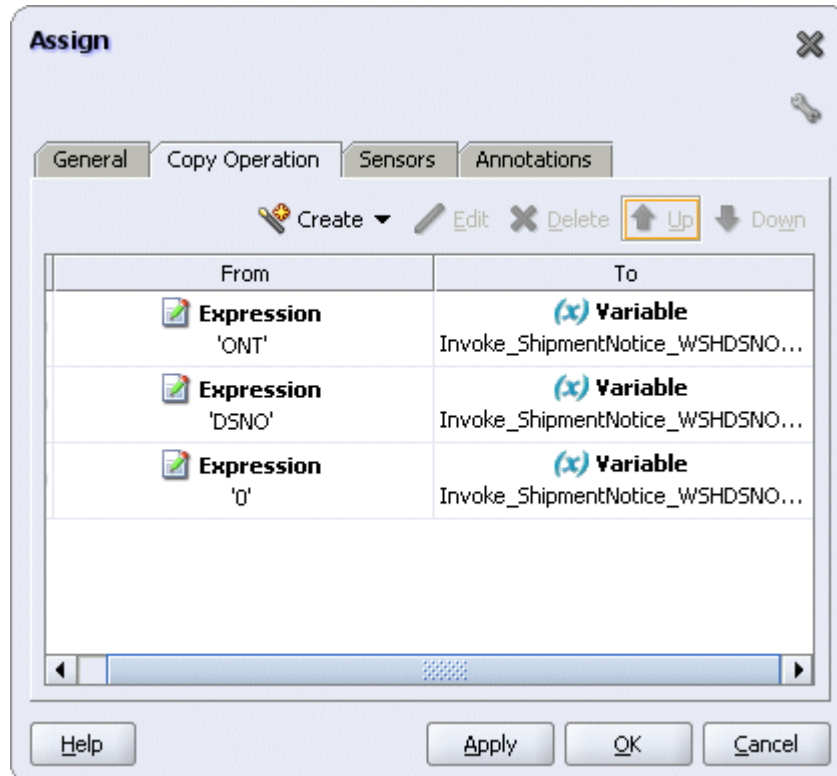 Assign
General Copy Operation Sensors Annotations
Create Edit Delete Up Down
From To
Expression (x) Variable
'ONT' Invoke_ShipmentNotice_WSHDSNO...
Expression (x) Variable
'DSNO' Invoke_ShipmentNotice_WSHDSNO...
Expression (x) Variable
'0' Invoke_ShipmentNotice_WSHDSNO...
Help Apply OK Cancel